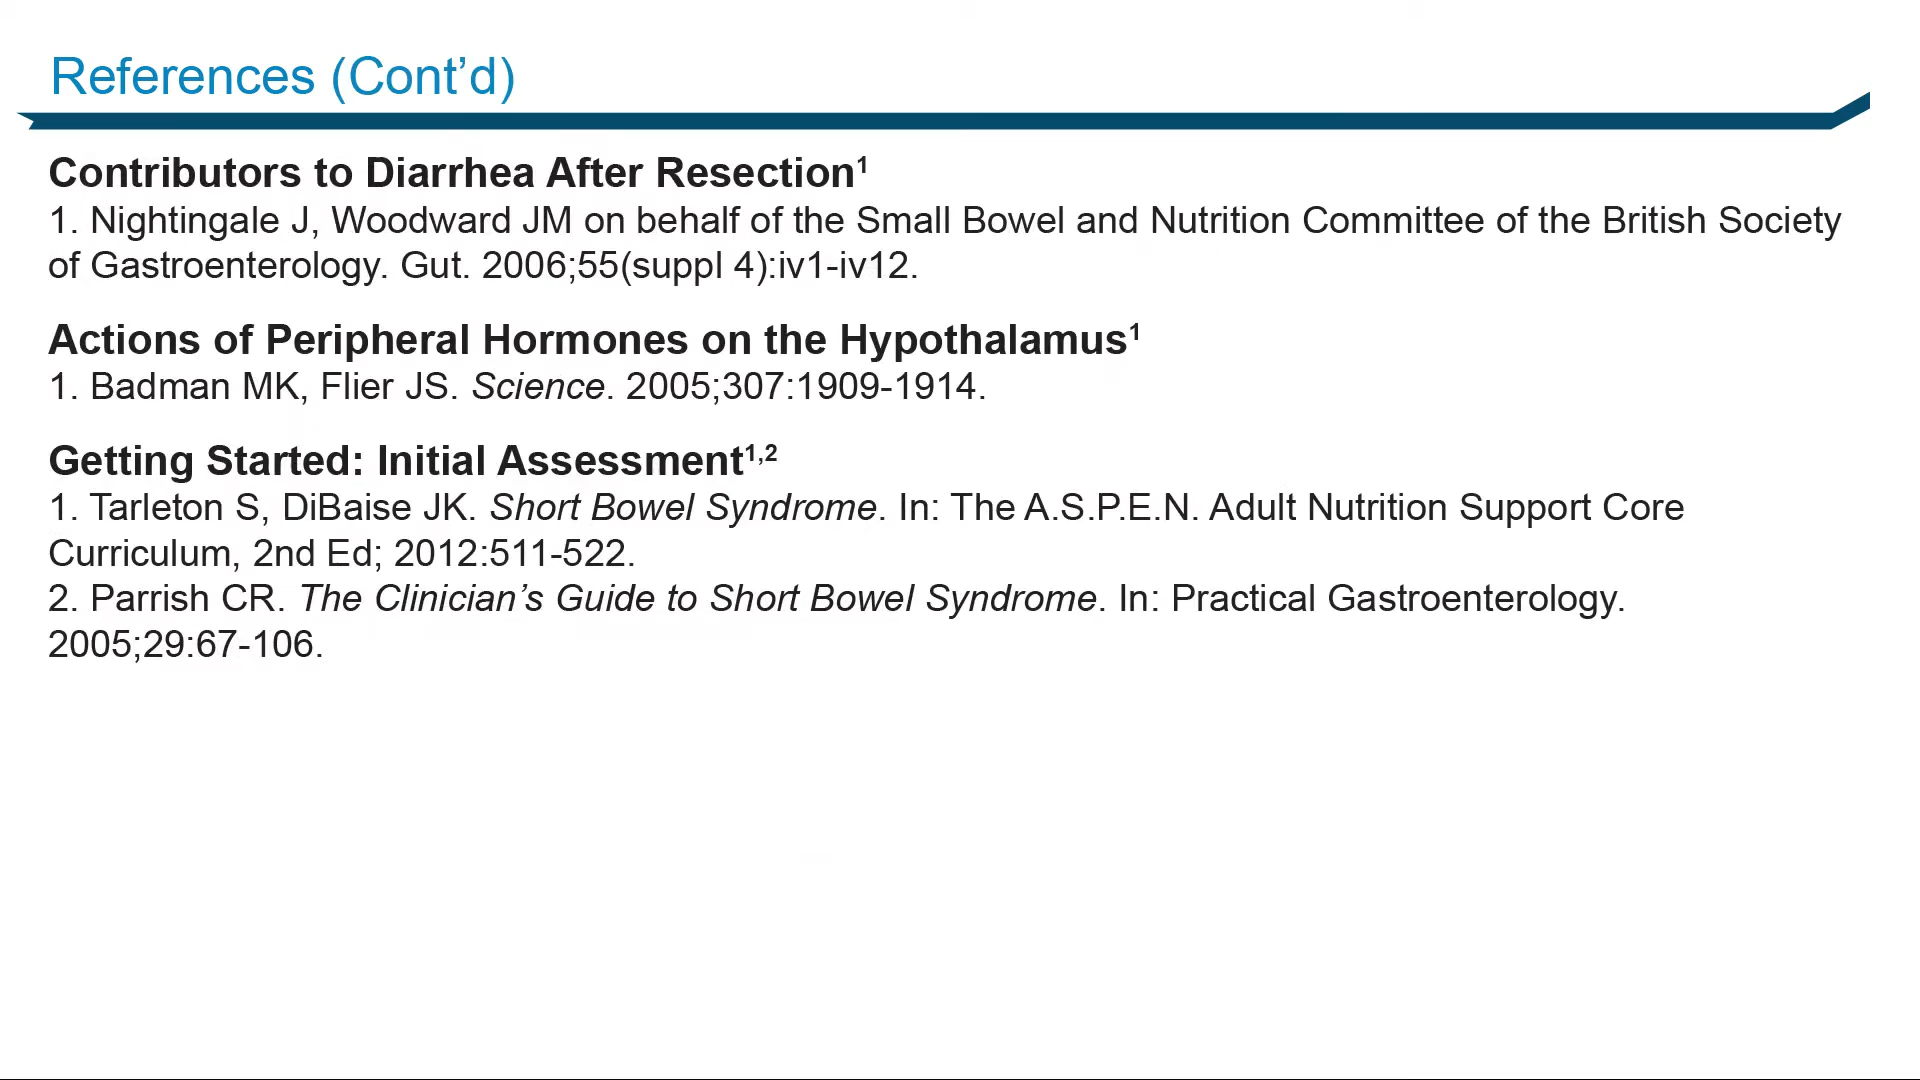 References (Cont’d)
Contributors to Diarrhea After Resection¹
1. Nightingale J, Woodward JM on behalf of the Small Bowel and Nutrition Committee of the British Society
of Gastroenterology. Gut. 2006;55(suppl 4):iv1-iv12.
Actions of Peripheral Hormones on the Hypothalamus¹
1. Badman MK, Flier JS. Science. 2005;307:1909-1914.
Getting Started: Initial Assessment¹,²
1. Tarleton S, DiBaise JK. Short Bowel Syndrome. In: The A.S.P.E.N. Adult Nutrition Support Core
Curriculum, 2nd Ed; 2012:511-522.
2. Parrish CR. The Clinician’s Guide to Short Bowel Syndrome. In: Practical Gastroenterology.
2005;29:67-106.